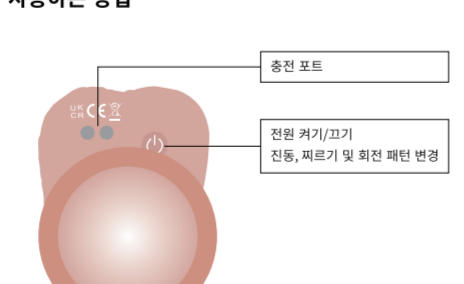 사용하는 방법
충전 포트
UK
CA
CE
전원 켜기/끄기
진동, 찌르기 및 회전 패턴 변경